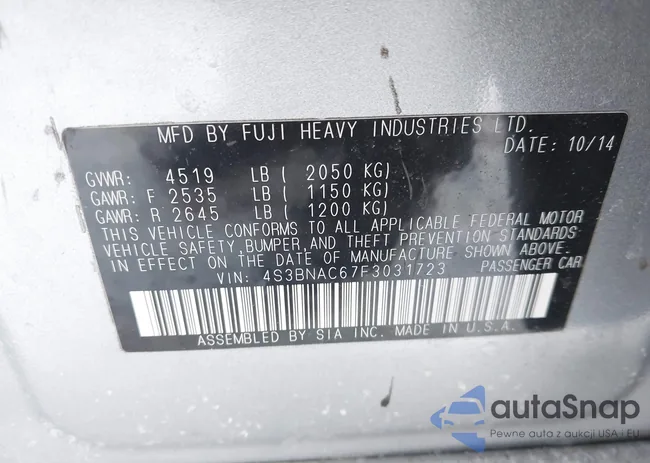 MFD BY FUJI HEAVY INDUSTRIES LTD.
DATE: 10/14
GVWR: 4519 LB ( 2050 KG)
GAWR: F 2535 LB ( 1150 KG)
GAWR: R 2645 LB ( 1200 KG)
THIS VEHICLE CONFORMS TO ALL APPLICABLE FEDERAL MOTOR
VEHICLE SAFETY, BUMPER, AND THEFT PREVENTION STANDARDS
IN EFFECT ON THE DATE OF MANUFACTURE SHOWN ABOVE.
VIN: 4S3BNAC67F3031723 PASSENGER CAR
ASSEMBLED BY SIA INC. MADE IN U.S.A.
autaSnap
Pewne auta z aukcji USA i EU